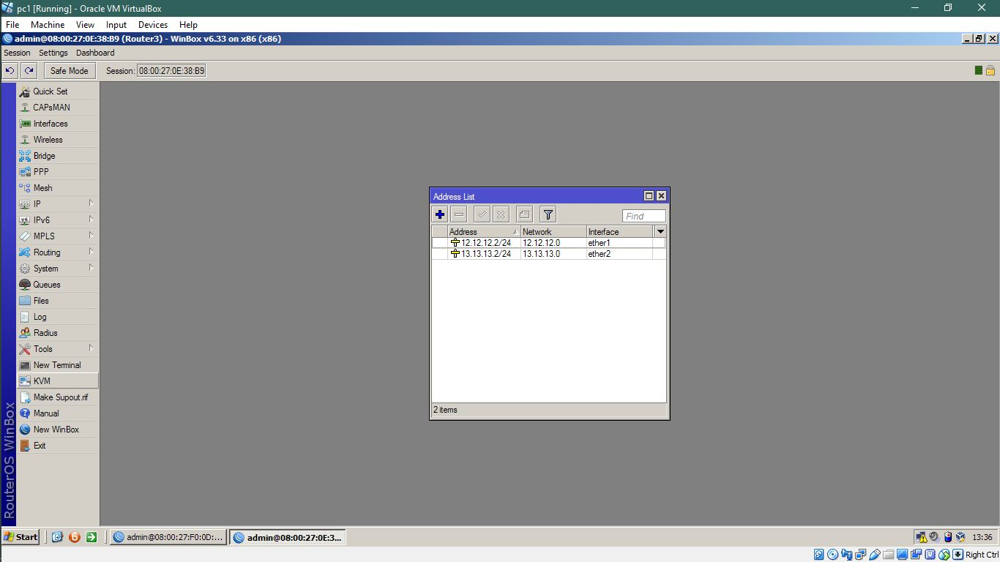 pc1 [Running] - Oracle VM VirtualBox
File Machine View Input Devices Help
admin@08:00:27:0E:38:B9 (Router3) - WinBox v6.33 on x86 (x86)
Session Settings Dashboard
Safe Mode Session: 08:00:27:0E:38:B9
Quick Set
CAPsMAN
Interfaces
Wireless
Bridge
PPP
Mesh
IP
IPv6
MPLS
Routing
System
Queues
Files
Log
Radius
Tools
New Terminal
KVM
Make Supout.rif
Manual
New WinBox
Exit
RouterOS WinBox
Address List
Find
Address Network Interface
12.12.12.2/24 12.12.12.0 ether1
13.13.13.2/24 13.13.13.0 ether2
2 items
Start admin@08:00:27:F0:0D:... admin@08:00:27:0E:3... 13:36
Right Ctrl